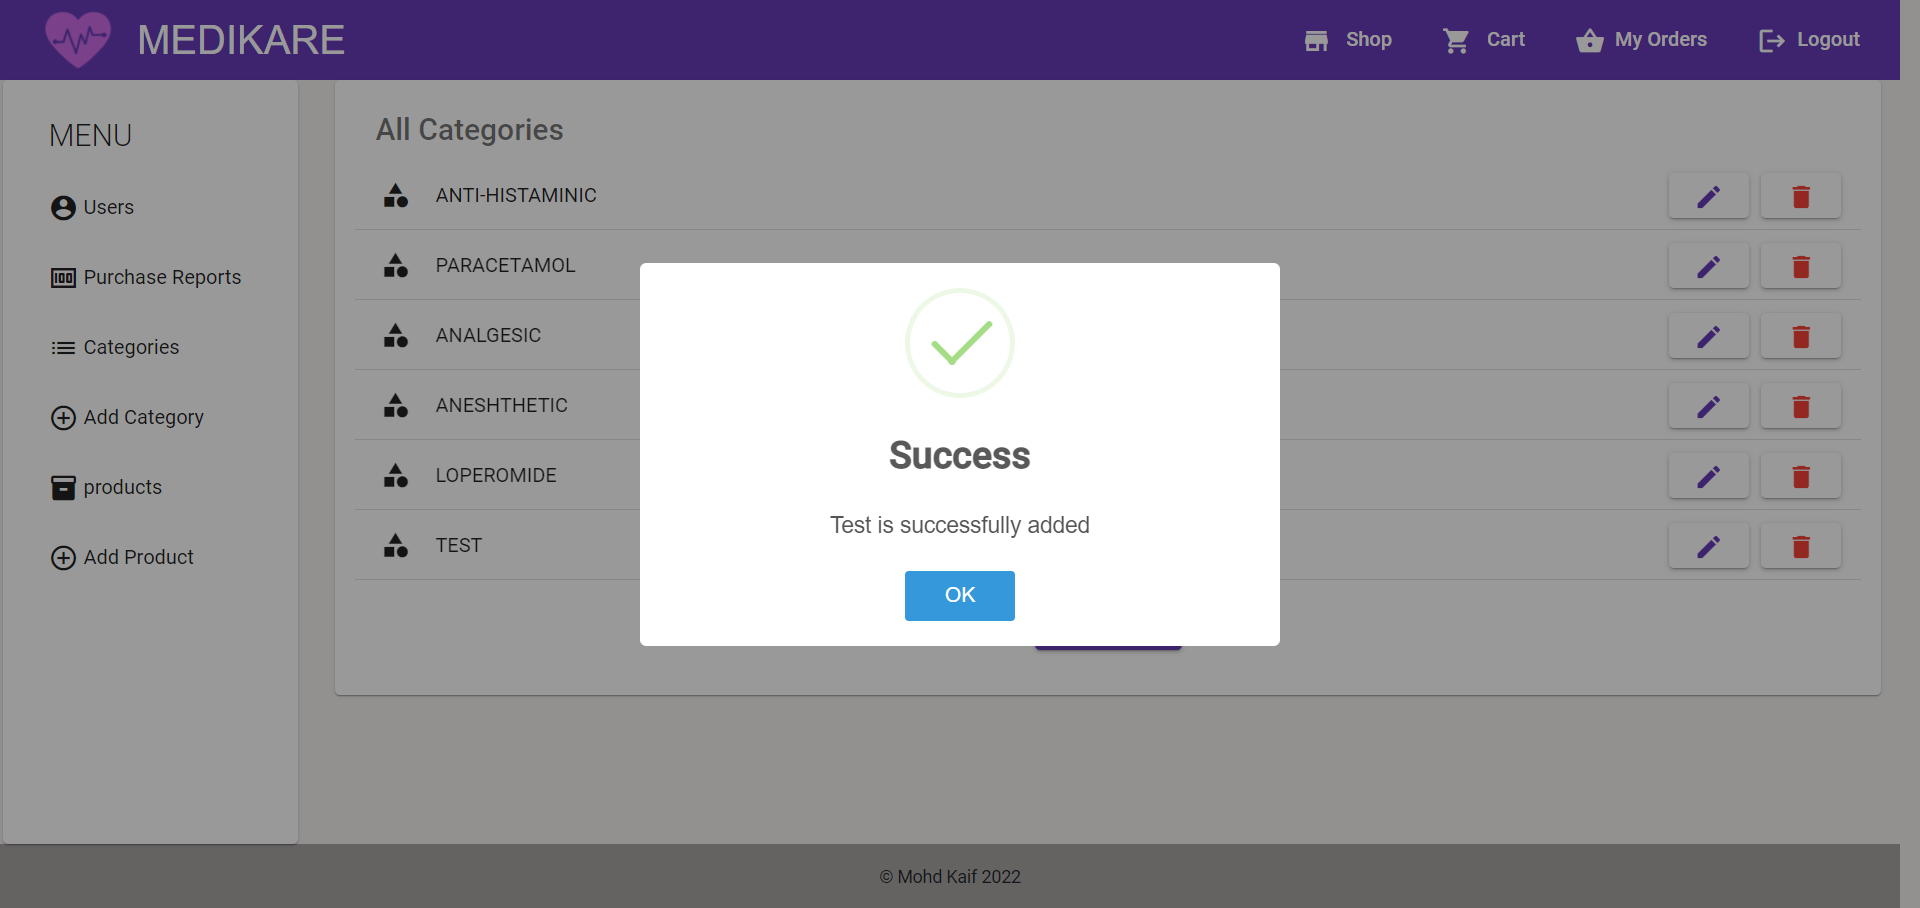 MEDIKARE
Shop
Cart
My Orders
Logout
MENU
Users
Purchase Reports
Categories
Add Category
products
Add Product
All Categories
ANTI-HISTAMINIC
PARACETAMOL
ANALGESIC
ANESHTHETIC
LOPEROMIDE
TEST
Success
Test is successfully added
OK
© Mohd Kaif 2022